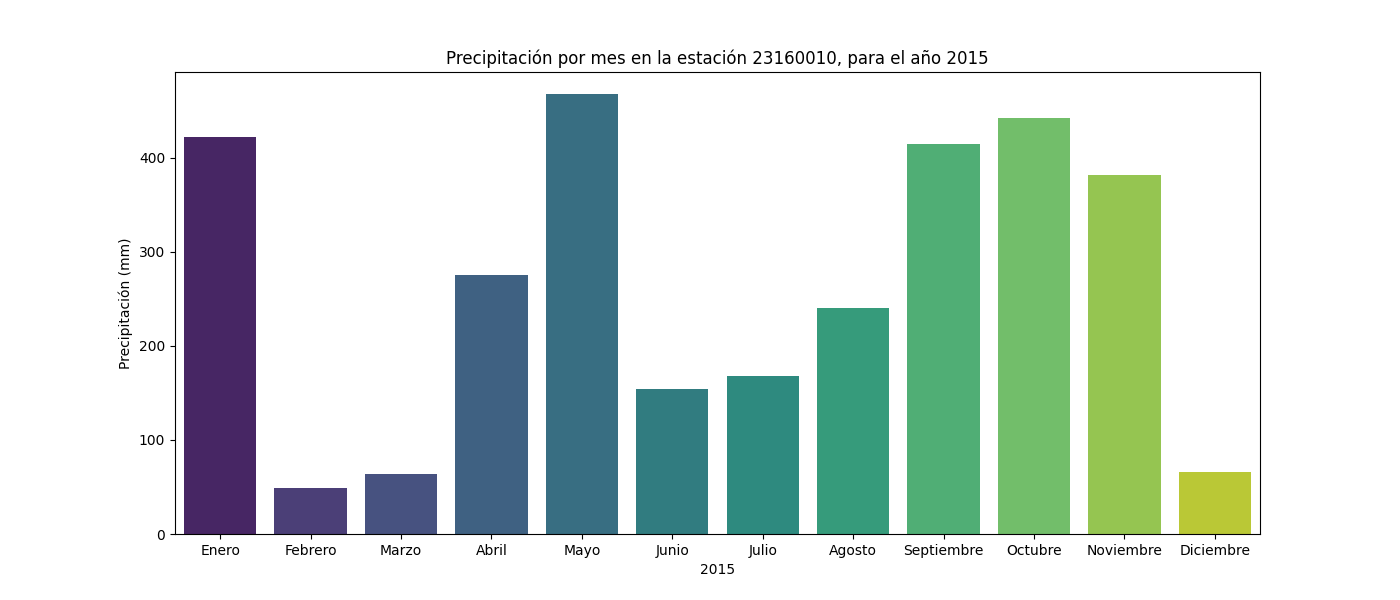 Precipitación por mes en la estación 23160010, para el año 2015
Precipitación (mm)
400
300
200
100
0
Enero Febrero Marzo Abril Mayo Junio Julio Agosto Septiembre Octubre Noviembre Diciembre
2015